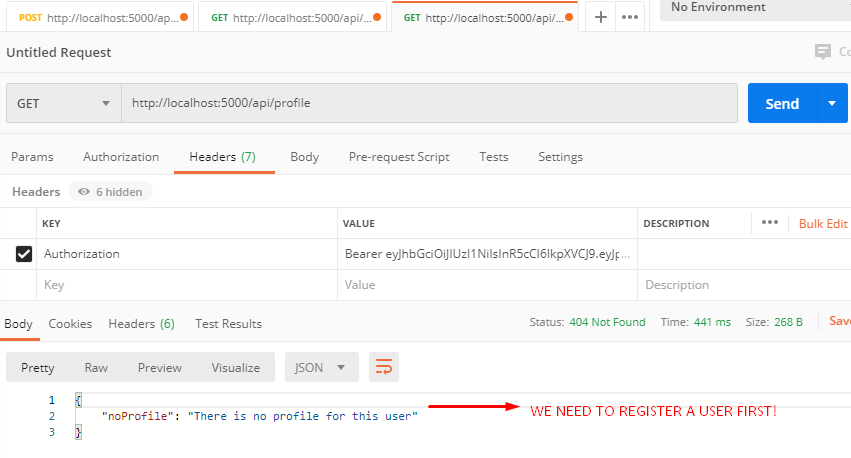 POST http://localhost:5000/ap...
GET http://localhost:5000/api/...
GET http://localhost:5000/api/...
+ •••
No Environment
Untitled Request
Co
GET
http://localhost:5000/api/profile
Send
Params Authorization Headers (7) Body Pre-request Script Tests Settings
Headers 6 hidden
KEY VALUE DESCRIPTION ••• Bulk Edit
Authorization Bearer eyJhbGciOiJIUzI1NiIsInR5cCI6IkpXVCJ9.eyJp...
Key Value Description
Body Cookies Headers (6) Test Results Status: 404 Not Found Time: 441 ms Size: 268 B Save
Pretty Raw Preview Visualize JSON
1 {
2 "noProfile": "There is no profile for this user" WE NEED TO REGISTER A USER FIRST!
3 }